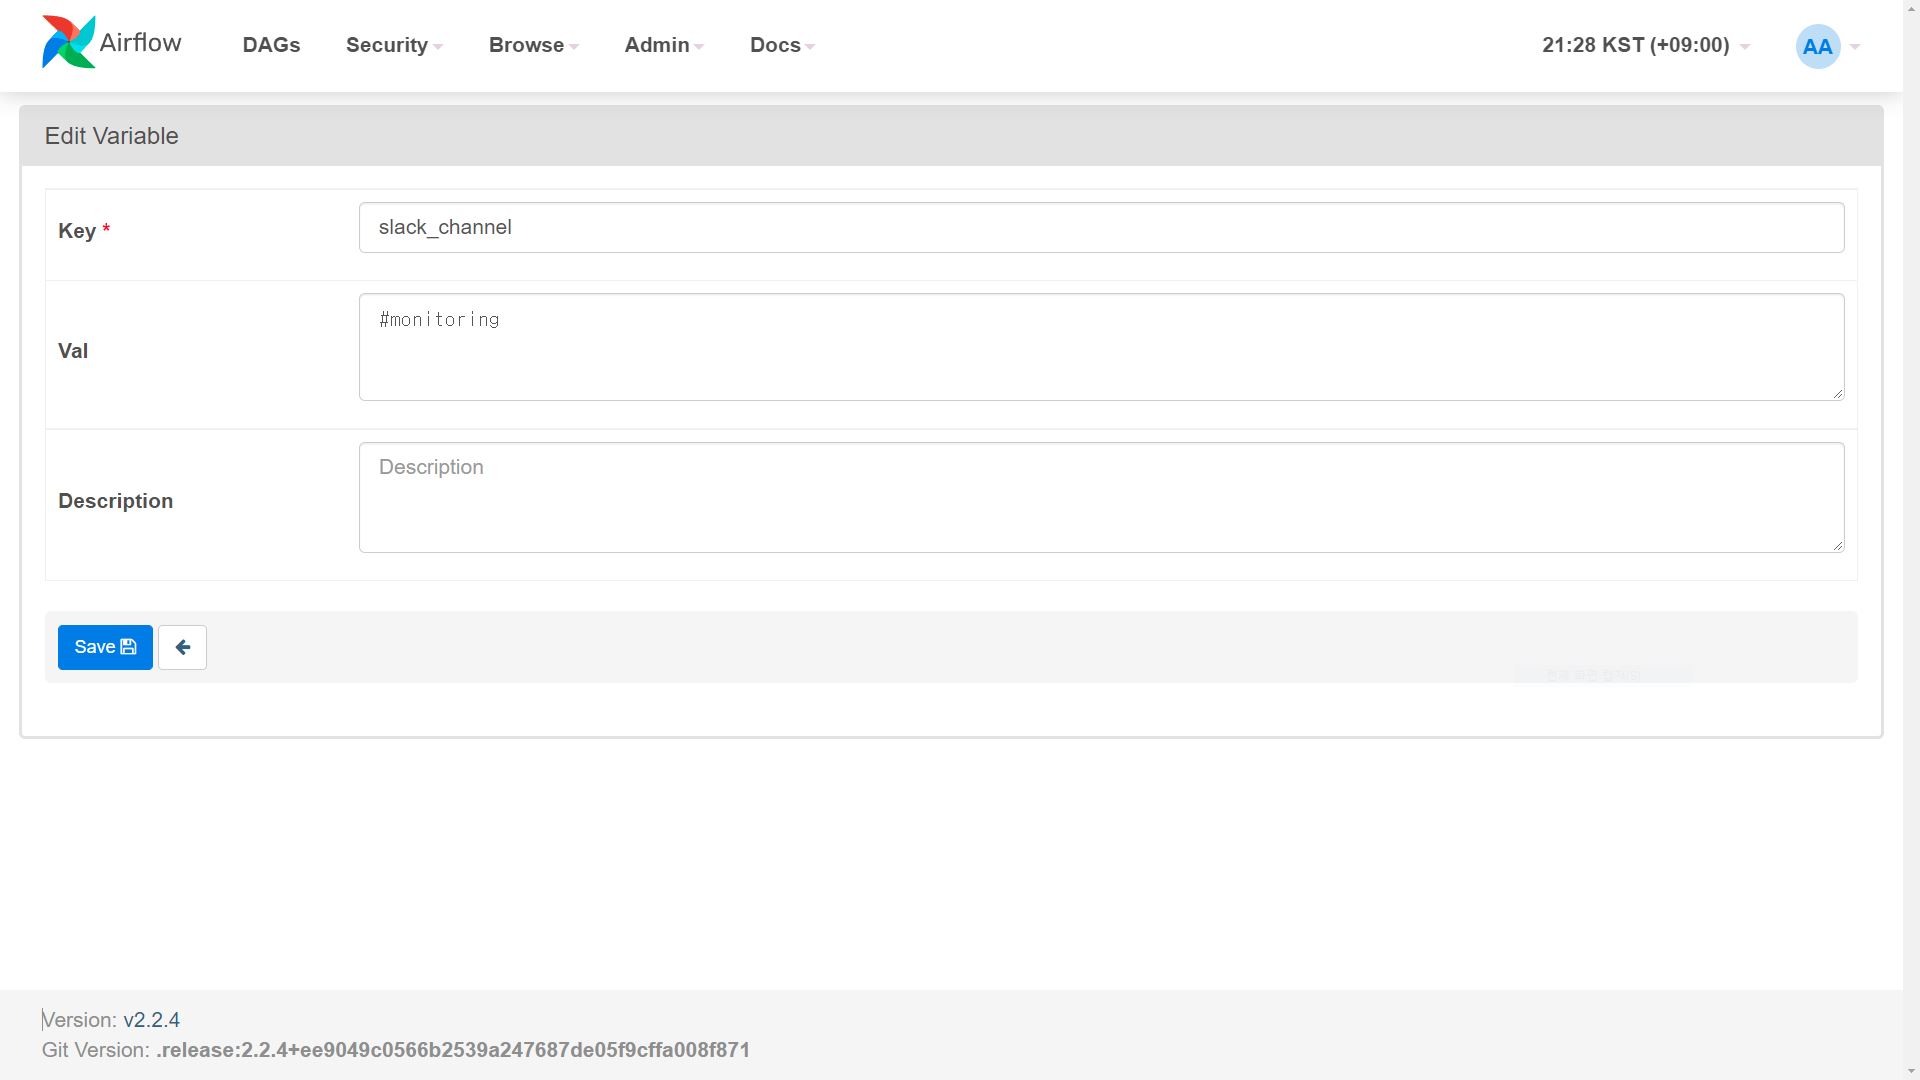 Airflow DAGs Security Browse Admin Docs 21:28 KST (+09:00) AA
Edit Variable
Key * slack_channel
Val #monitoring
Description Description
Save
Version: v2.2.4
Git Version: .release:2.2.4+ee9049c0566b2539a247687de05f9cffa008f871